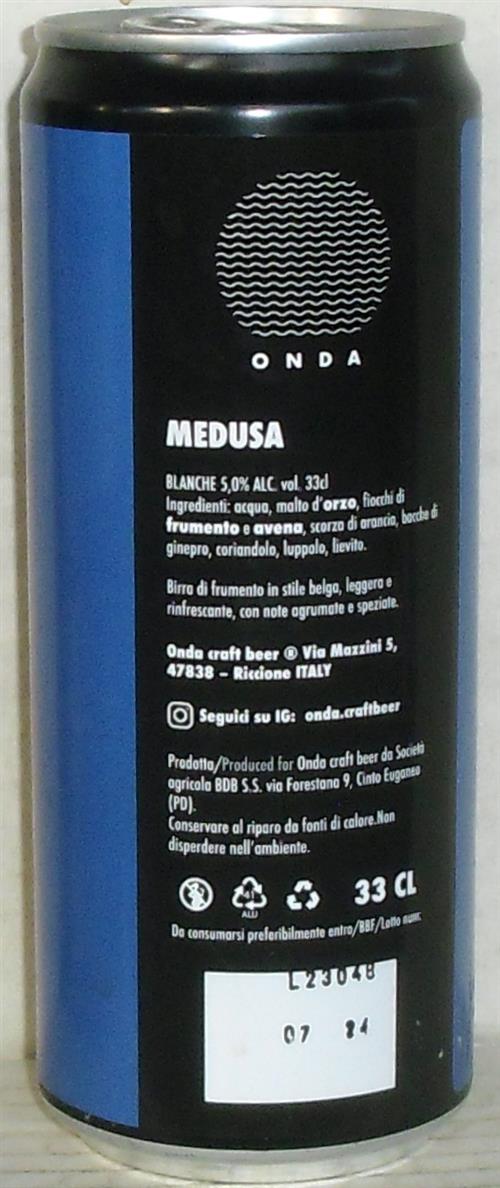 ONDA
MEDUSA
BLANCHE 5,0% ALC. vol. 33cl
Ingredienti: acqua, malto d'orzo, fiocchi di
frumento e avena, scorza di arancia, bacche di
ginepro, coriandolo, luppolo, lievito.
Birra di frumento in stile belga, leggera e
rinfrescante, con note agrumate e speziate.
Onda craft beer ® Via Mazzini 5,
47838 – Riccione ITALY
Seguici su IG: onda.craftbeer
Prodotta/Produced for Onda craft beer da Società
agricola BDB S.S. via Forestana 9, Cinto Euganeo
(PD).
Conservare al riparo da fonti di calore.Non
disperdere nell'ambiente.
41
ALU
33 CL
Da consumarsi preferibilmente entro/BBF/Lotto num:
L23048
07 24